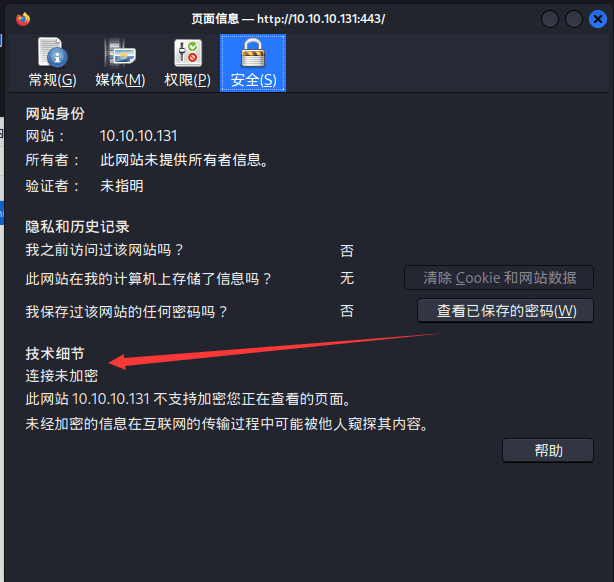 页面信息 — http://10.10.10.131:443/
常规(G) 媒体(M) 权限(P) 安全(S)
网站身份
网站： 10.10.10.131
所有者： 此网站未提供所有者信息。
验证者： 未指明
隐私和历史记录
我之前访问过该网站吗？ 否
此网站在我的计算机上存储了信息吗？ 无 清除 Cookie 和网站数据
我保存过该网站的任何密码吗？ 否 查看已保存的密码(W)
技术细节
连接未加密
此网站 10.10.10.131 不支持加密您正在查看的页面。
未经加密的信息在互联网的传输过程中可能被他人窥探其内容。
帮助